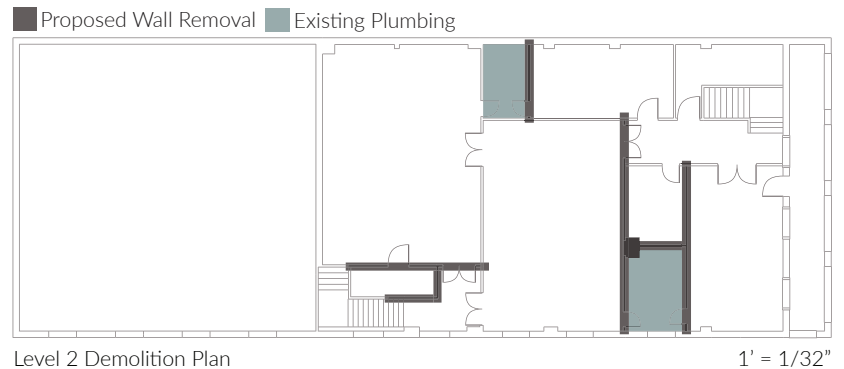 Proposed Wall Removal Existing Plumbing
Level 2 Demolition Plan 1’ = 1/32”